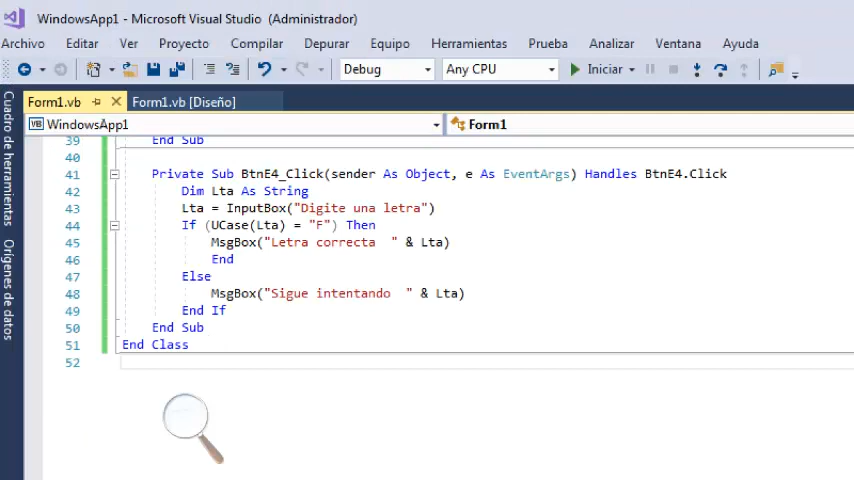 WindowsApp1 - Microsoft Visual Studio (Administrador)
Archivo Editar Ver Proyecto Compilar Depurar Equipo Herramientas Prueba Analizar Ventana Ayuda
Debug Any CPU Iniciar
Form1.vb Form1.vb [Diseño]
VB WindowsApp1 Form1
Cuadro de herramientas
Orígenes de datos
39 End Sub
40
41 Private Sub BtnE4_Click(sender As Object, e As EventArgs) Handles BtnE4.Click
42 Dim Lta As String
43 Lta = InputBox("Digite una letra")
44 If (UCase(Lta) = "F") Then
45 MsgBox("Letra correcta  " & Lta)
46 End
47 Else
48 MsgBox("Sigue intentando  " & Lta)
49 End If
50 End Sub
51 End Class
52